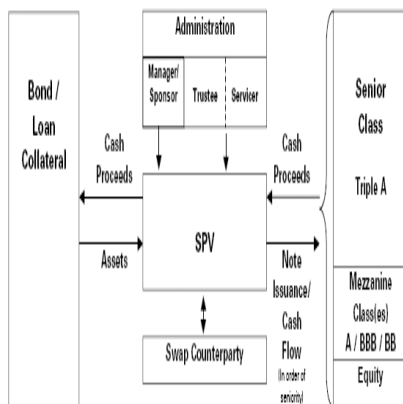 Administration
Manager/
Sponsor
Trustee
Servicer
Bond /
Loan
Collateral
Cash
Proceeds
Assets
SPV
Swap Counterparty
Cash
Proceeds
Note
Issuance/
Cash
Flow
(In order of
seniority)
Senior
Class
Triple A
Mezzanine
Class(es)
A / BBB / BB
Equity